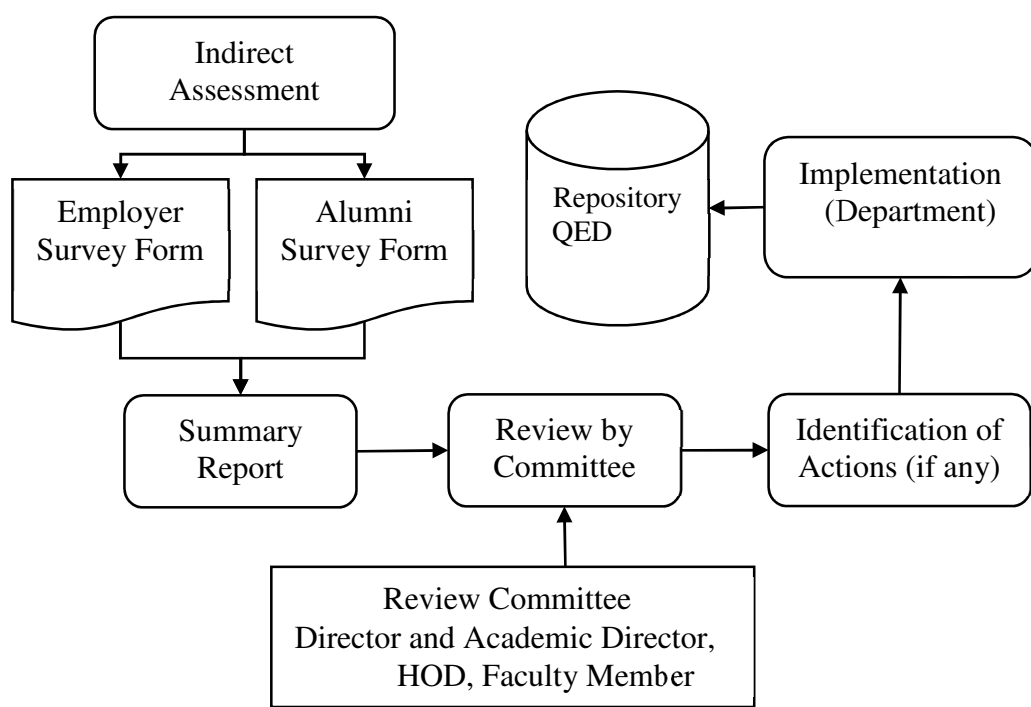 Indirect
Assessment
Employer
Survey Form
Alumni
Survey Form
Repository
QED
Implementation
(Department)
Summary
Report
Review by
Committee
Identification of
Actions (if any)
Review Committee
Director and Academic Director,
HOD, Faculty Member